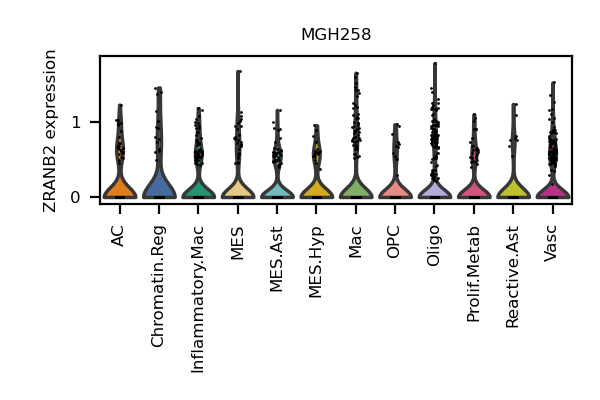 MGH258
ZRANB2 expression
1
0
AC
Chromatin.Reg
Inflammatory.Mac
MES
MES.Ast
MES.Hyp
Mac
OPC
Oligo
Prolif.Metab
Reactive.Ast
Vasc